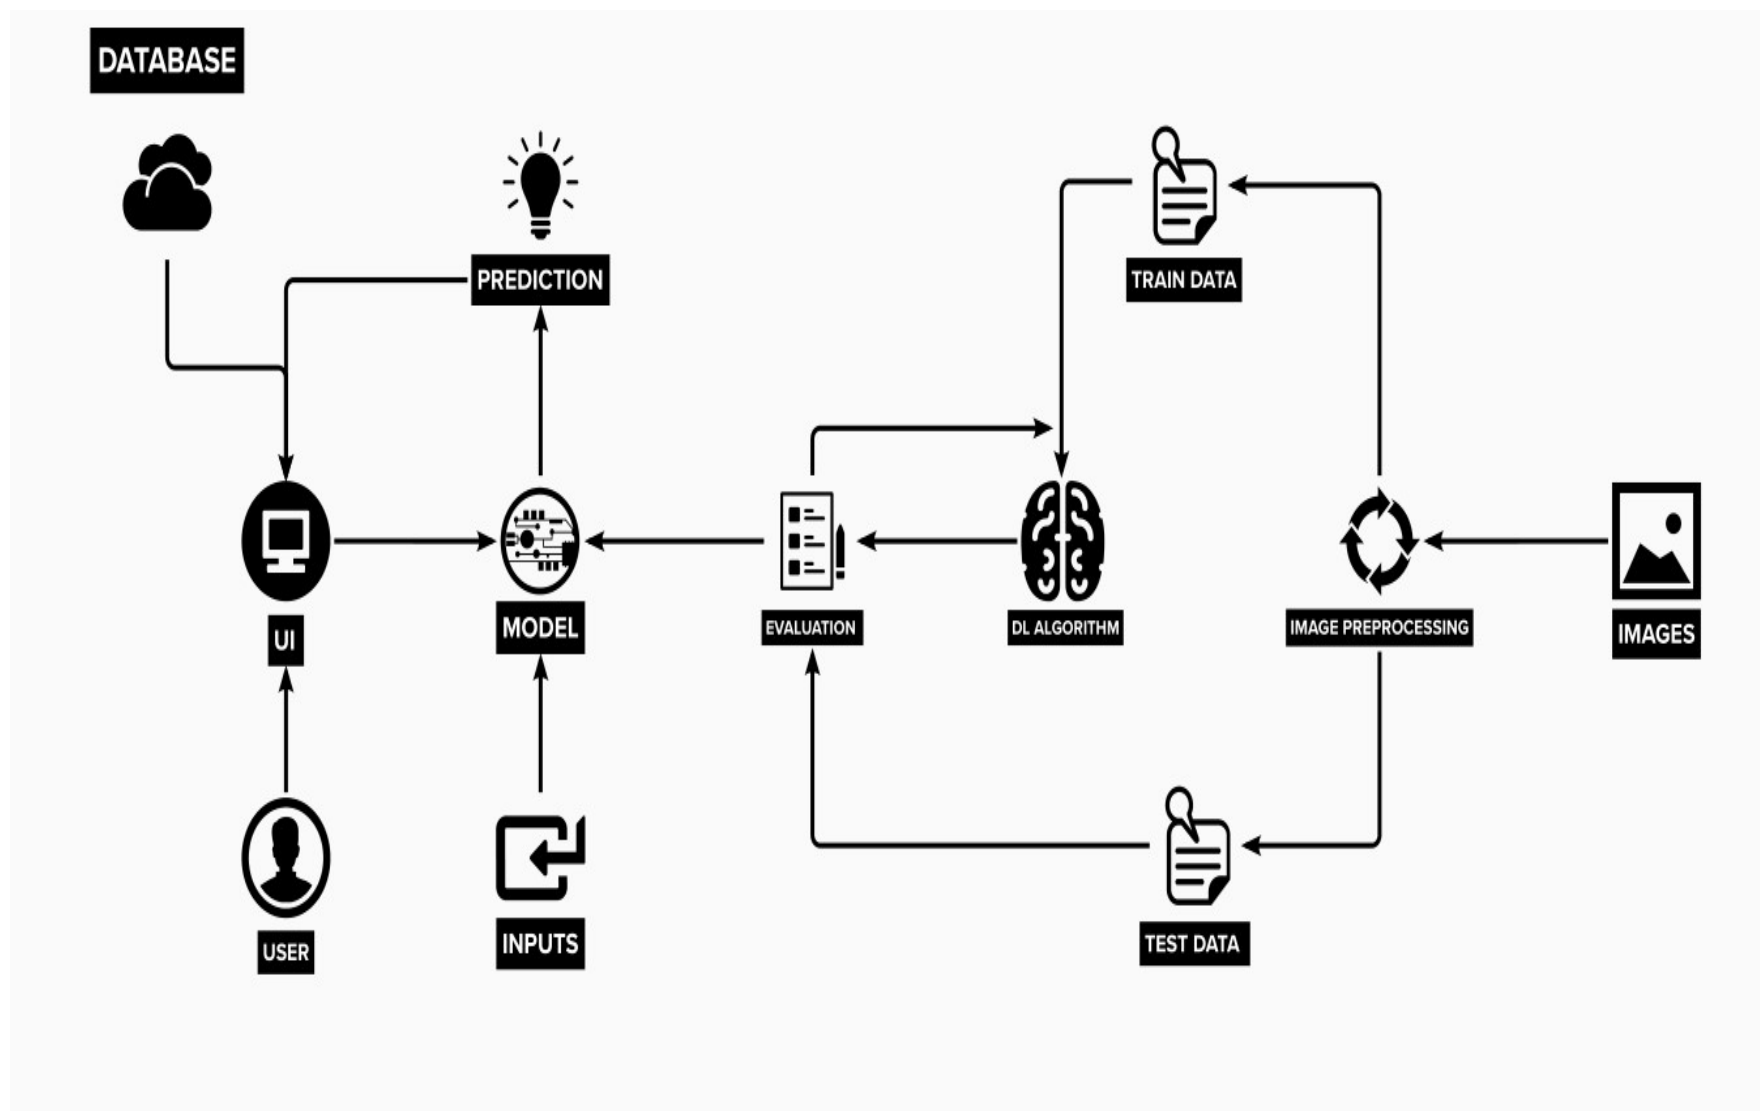 DATABASE
PREDICTION
TRAIN DATA
UI
MODEL
EVALUATION
DL ALGORITHM
IMAGE PREPROCESSING
IMAGES
USER
INPUTS
TEST DATA